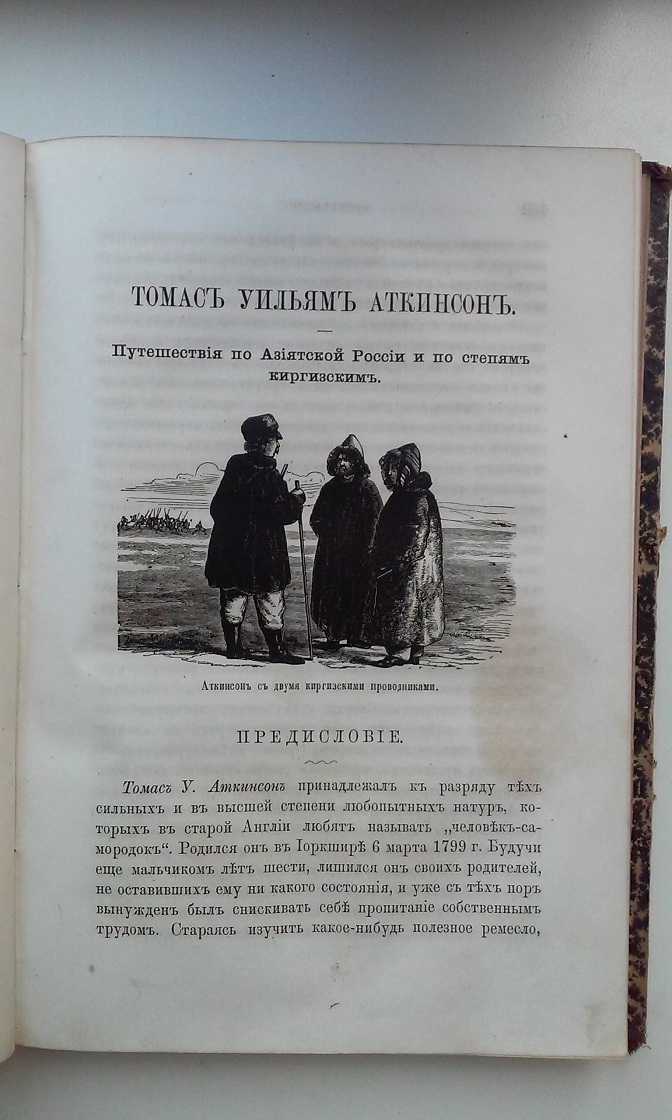 ТОМАСЪ УИЛЬЯМЪ АТКИНСОНЪ.
Путешествія по Азіятской Россіи и по степямъ
киргизскимъ.
Аткинсонъ съ двумя киргизскими проводниками.
ПРЕДИСЛОВІЕ.
Томасъ У. Аткинсонъ принадлежалъ къ разряду тѣхъ
сильныхъ и въ высшей степени любопытныхъ натуръ, ко-
торыхъ въ старой Англіи любятъ называть „человѣкъ-са-
мородокъ“. Родился онъ въ Іоркширѣ 6 марта 1799 г. Будучи
еще мальчикомъ лѣтъ шести, лишился онъ своихъ родителей,
не оставившихъ ему ни какого состоянія, и уже съ тѣхъ поръ
вынужденъ былъ снискивать себѣ пропитаніе собственнымъ
трудомъ. Стараясь изучить какое-нибудь полезное ремесло,